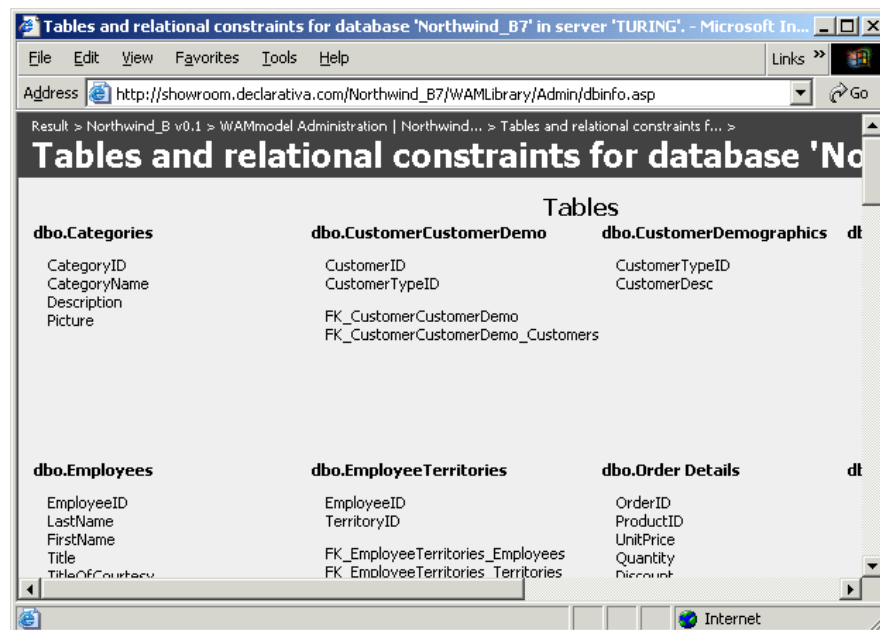 Tables and relational constraints for database 'Northwind_B7' in server 'TURING'. - Microsoft In...
File Edit View Favorites Tools Help Links »
Address http://showroom.declarativa.com/Northwind_B7/WAMLibrary/Admin/dbinfo.asp Go
Result > Northwind_B v0.1 > WAMmodel Administration | Northwind... > Tables and relational constraints f... >
Tables and relational constraints for database 'No
Tables
dbo.Categories dbo.CustomerCustomerDemo dbo.CustomerDemographics
CategoryID CustomerID CustomerTypeID
CategoryName CustomerTypeID CustomerDesc
Description
Picture FK_CustomerCustomerDemo
FK_CustomerCustomerDemo_Customers
dbo.Employees dbo.EmployeeTerritories dbo.Order Details
EmployeeID EmployeeID OrderID
LastName TerritoryID ProductID
FirstName UnitPrice
Title FK_EmployeeTerritories_Employees Quantity
TitleOfCourtesy FK_EmployeeTerritories_Territories Discount
Internet